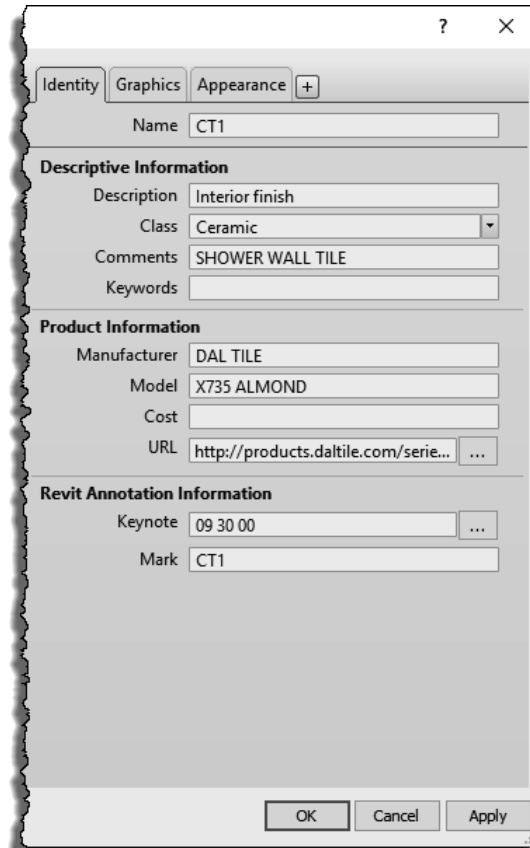 ?
Identity Graphics Appearance +
Name CT1
Descriptive Information
Description Interior finish
Class Ceramic
Comments SHOWER WALL TILE
Keywords
Product Information
Manufacturer DAL TILE
Model X735 ALMOND
Cost
URL http://products.daltile.com/serie... ...
Revit Annotation Information
Keynote 09 30 00 ...
Mark CT1
OK Cancel Apply